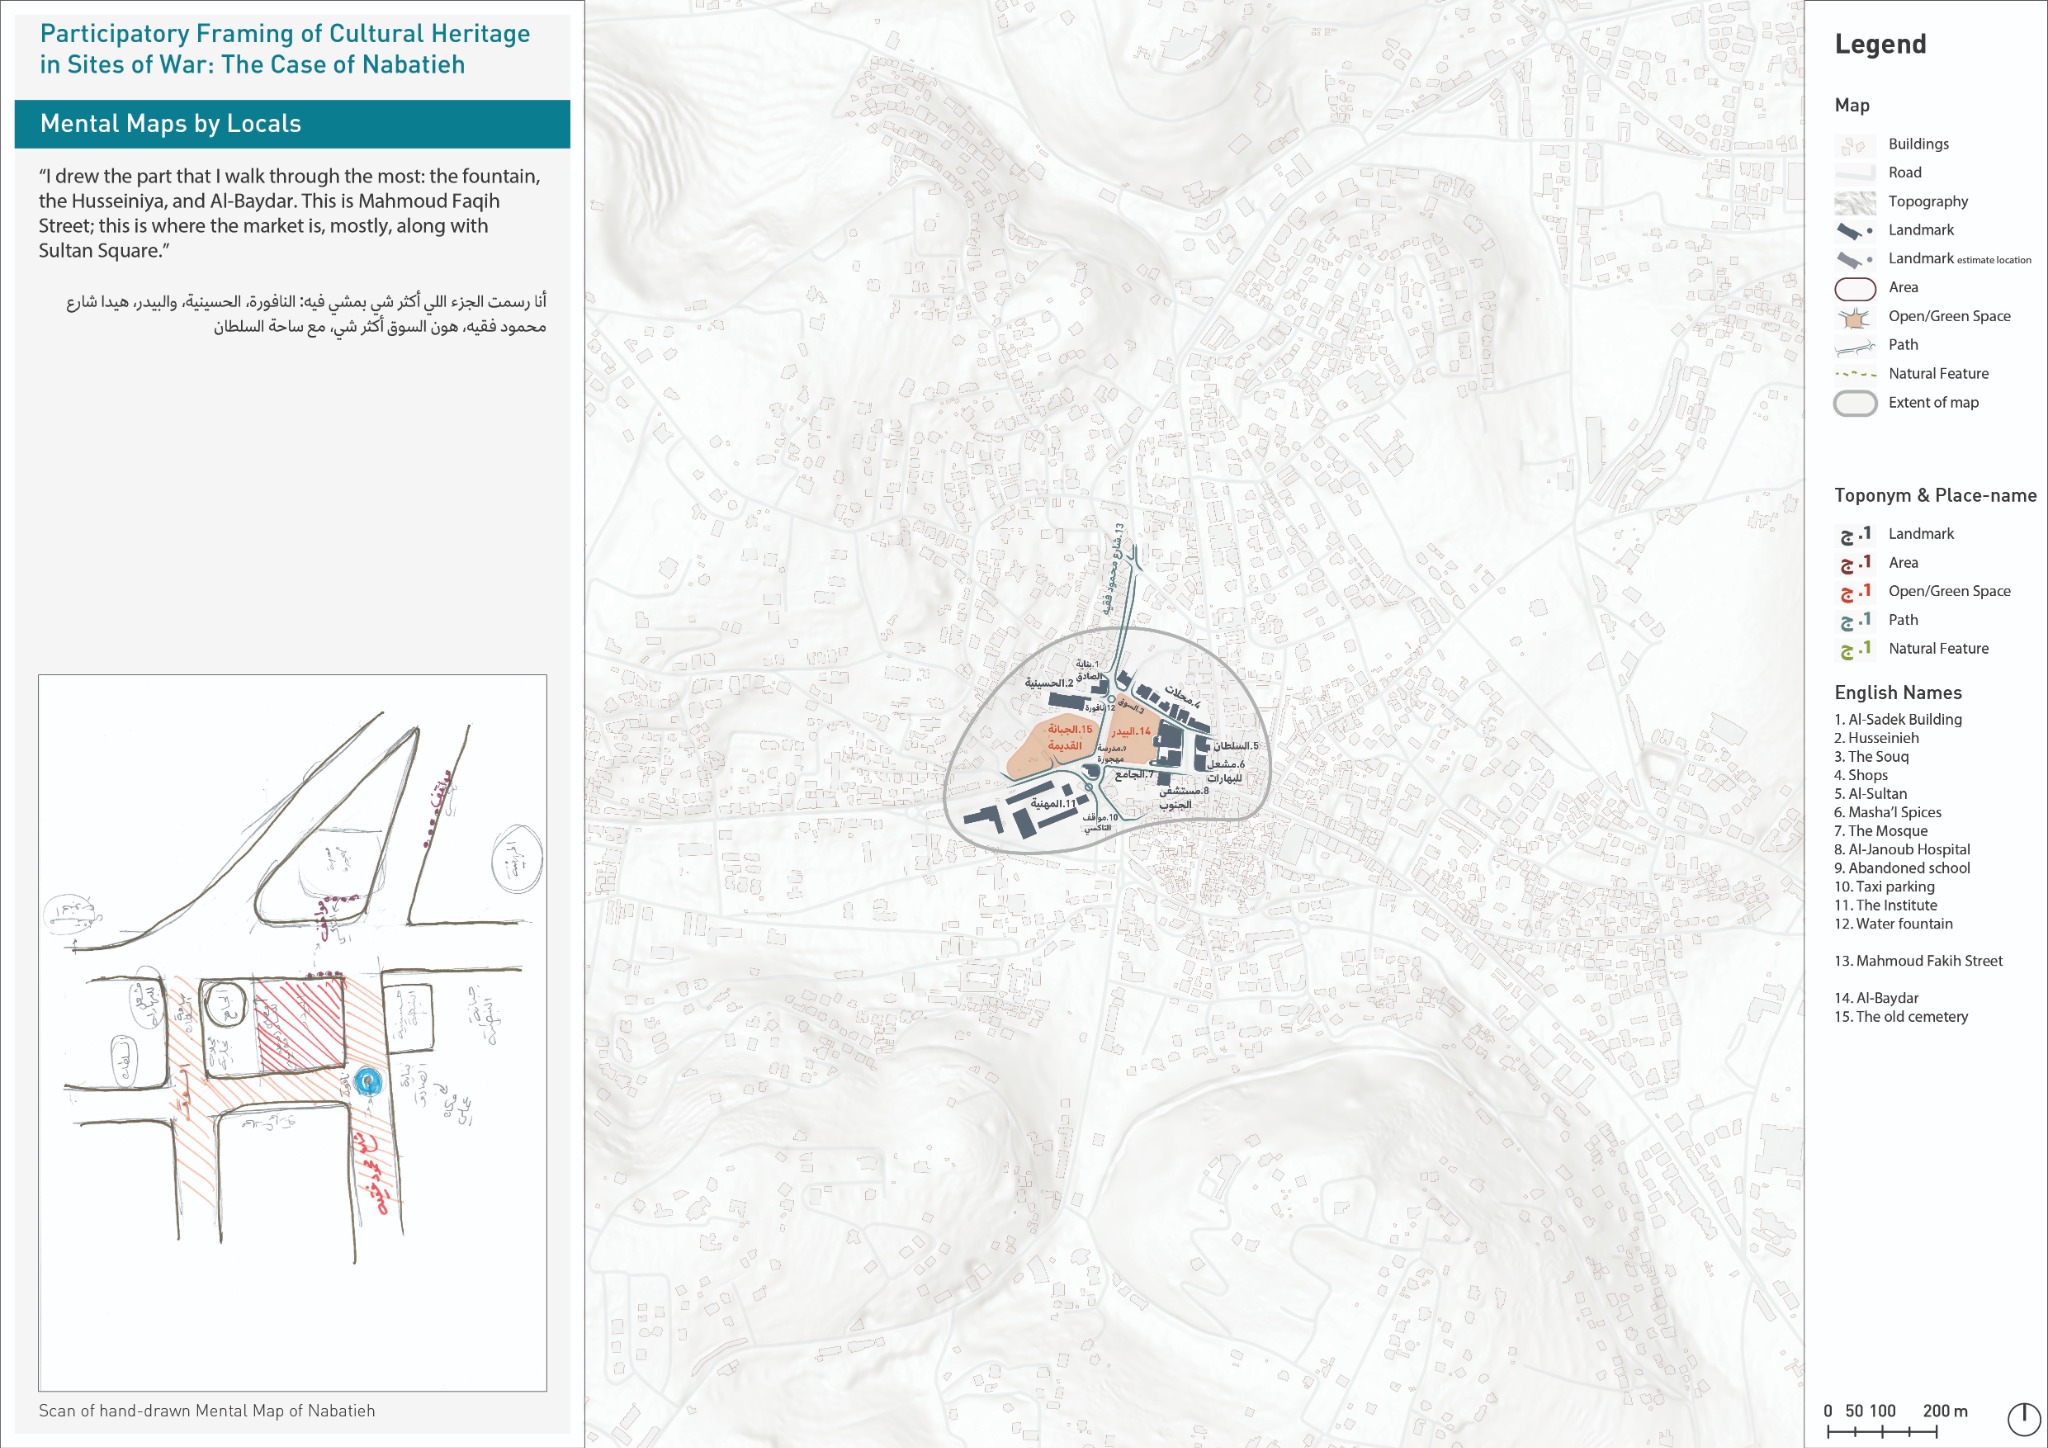 Participatory Framing of Cultural Heritage
in Sites of War: The Case of Nabatieh
Mental Maps by Locals
“I drew the part that I walk through the most: the fountain,
the Husseiniya, and Al-Baydar. This is Mahmoud Faqih
Street; this is where the market is, mostly, along with
Sultan Square.”
أنا رسمت الجزء اللي أكثر شي بمشي فيه: النافورة، الحسينية، والبيدر، هيدا شارع
محمود فقيه، هون السوق أكثر شي، مع ساحة السلطان
السوق
الجامع
Scan of hand-drawn Mental Map of Nabatieh
13.شارع محمود فقيه
1.بناية
الصادق
2.الحسينية
4.محلات
3.السوق
12.نافورة
15.الجبانة
القديمة
14.البيدر
5.السلطان
9.مدرسة
مهجورة
6.مشعل
للبهارات
7.الجامع
8.مستشفى
الجنوب
11.المهنية
10.مواقف
التاكسي
Legend
Map
Buildings
Road
Topography
Landmark
Landmark estimate location
Area
Open/Green Space
Path
Natural Feature
Extent of map
Toponym & Place-name
1. ج Landmark
1. ج Area
1. ج Open/Green Space
1. ج Path
1. ج Natural Feature
English Names
1. Al-Sadek Building
2. Husseinieh
3. The Souq
4. Shops
5. Al-Sultan
6. Masha’l Spices
7. The Mosque
8. Al-Janoub Hospital
9. Abandoned school
10. Taxi parking
11. The Institute
12. Water fountain
13. Mahmoud Fakih Street
14. Al-Baydar
15. The old cemetery
0 50 100 200 m